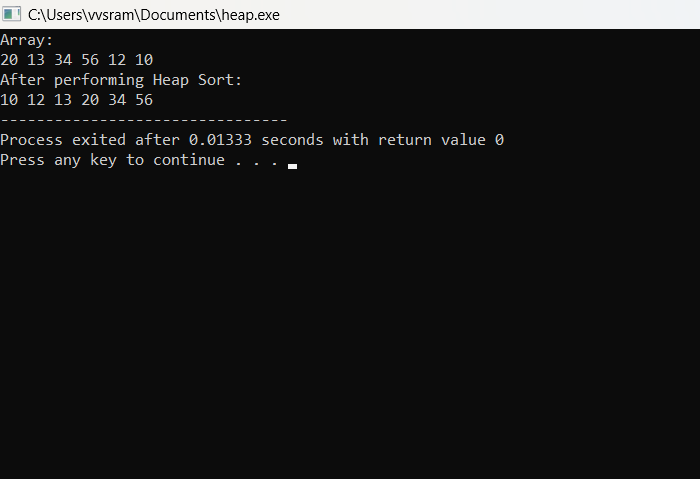 C:\Users\vvsram\Documents\heap.exe
Array:
20 13 34 56 12 10
After performing Heap Sort:
10 12 13 20 34 56
--------------------------------
Process exited after 0.01333 seconds with return value 0
Press any key to continue . . .